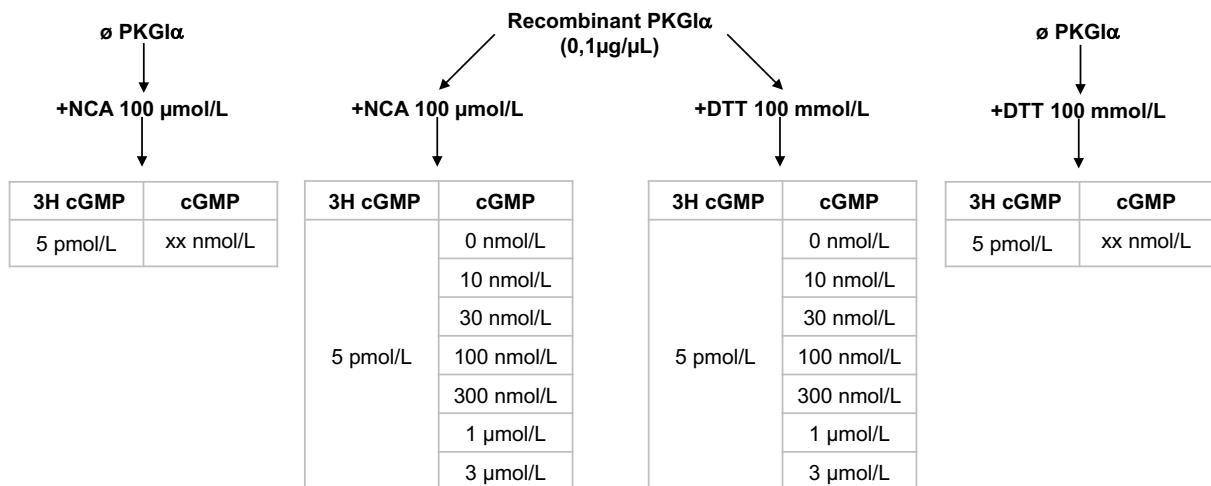 ø PKGIα
Recombinant PKGIα
(0,1µg/µL)
ø PKGIα
+NCA 100 µmol/L
+NCA 100 µmol/L
+DTT 100 mmol/L
+DTT 100 mmol/L
3H cGMP cGMP
5 pmol/L xx nmol/L
3H cGMP cGMP
5 pmol/L
0 nmol/L
10 nmol/L
30 nmol/L
100 nmol/L
300 nmol/L
1 µmol/L
3 µmol/L
3H cGMP cGMP
5 pmol/L
0 nmol/L
10 nmol/L
30 nmol/L
100 nmol/L
300 nmol/L
1 µmol/L
3 µmol/L
3H cGMP cGMP
5 pmol/L xx nmol/L